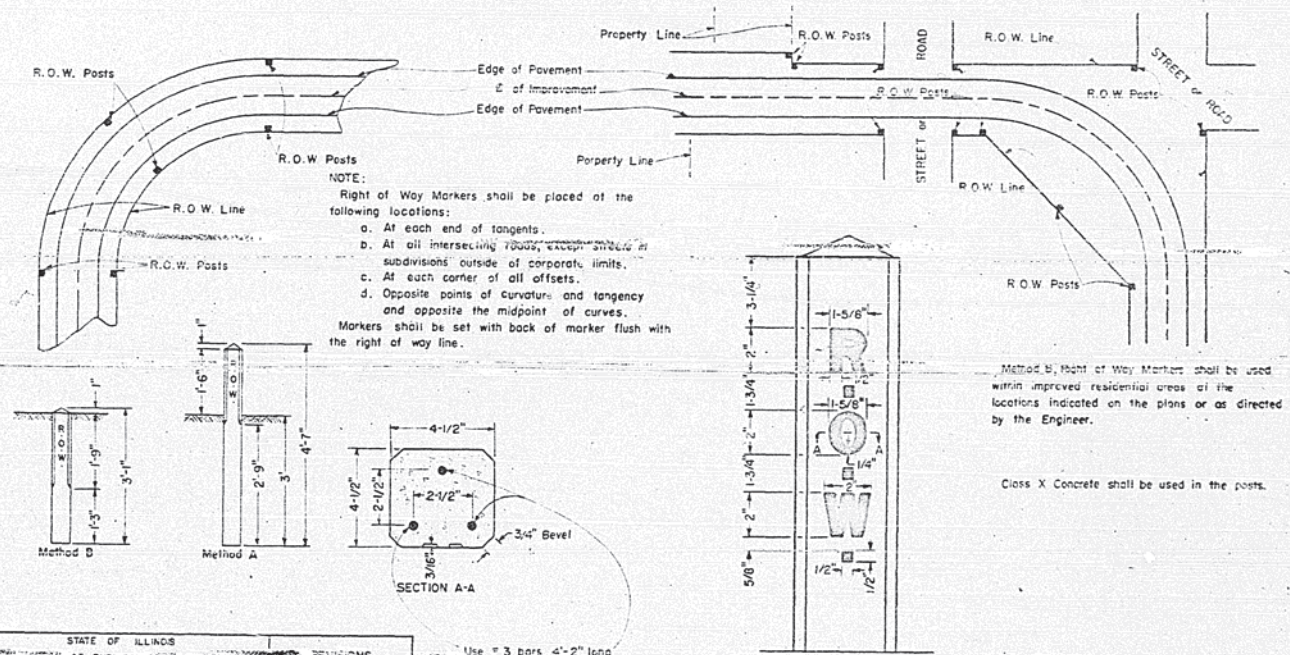 Property Line
R.O.W. Posts
ROAD
R.O.W. Line
STREET or ROAD
R.O.W. Posts
Edge of Pavement
℄ of Improvement
Edge of Pavement
R.O.W. Posts
R.O.W. Posts
R.O.W. Posts
Porperty Line
STREET or
R.O.W. Line
R.O.W. Line
R.O.W. Posts
R.O.W. Posts
NOTE:
Right of Way Markers shall be placed at the
following locations:
a. At each end of tangents.
b. At all intersecting roads, except streets in
subdivisions outside of corporate limits.
c. At each corner of all offsets.
d. Opposite points of curvature and tangency
and opposite the midpoint of curves.
Markers shall be set with back of marker flush with
the right of way line.
1"
1'-6"
R.O.W.
4'-7"
2'-9"
3'
Method A
1"
R.O.W.
1'-9"
1'-3"
3'-1"
Method B
4-1/2"
4-1/2"
2-1/2"
2-1/2"
3/16"
3/4" Bevel
SECTION A-A
3-1/4"
1-5/8"
2"
R
1-3/4"
1-5/8"
2"
A
O
A
1/4"
1-3/4"
2"
2"
W
5/8"
1/2"
1/2"
Method B, Right of Way Markers shall be used
within improved residential areas at the
locations indicated on the plans or as directed
by the Engineer.
Class X Concrete shall be used in the posts.
STATE OF ILLINOIS
REVISIONS
Use #3 bars 4'-2" long